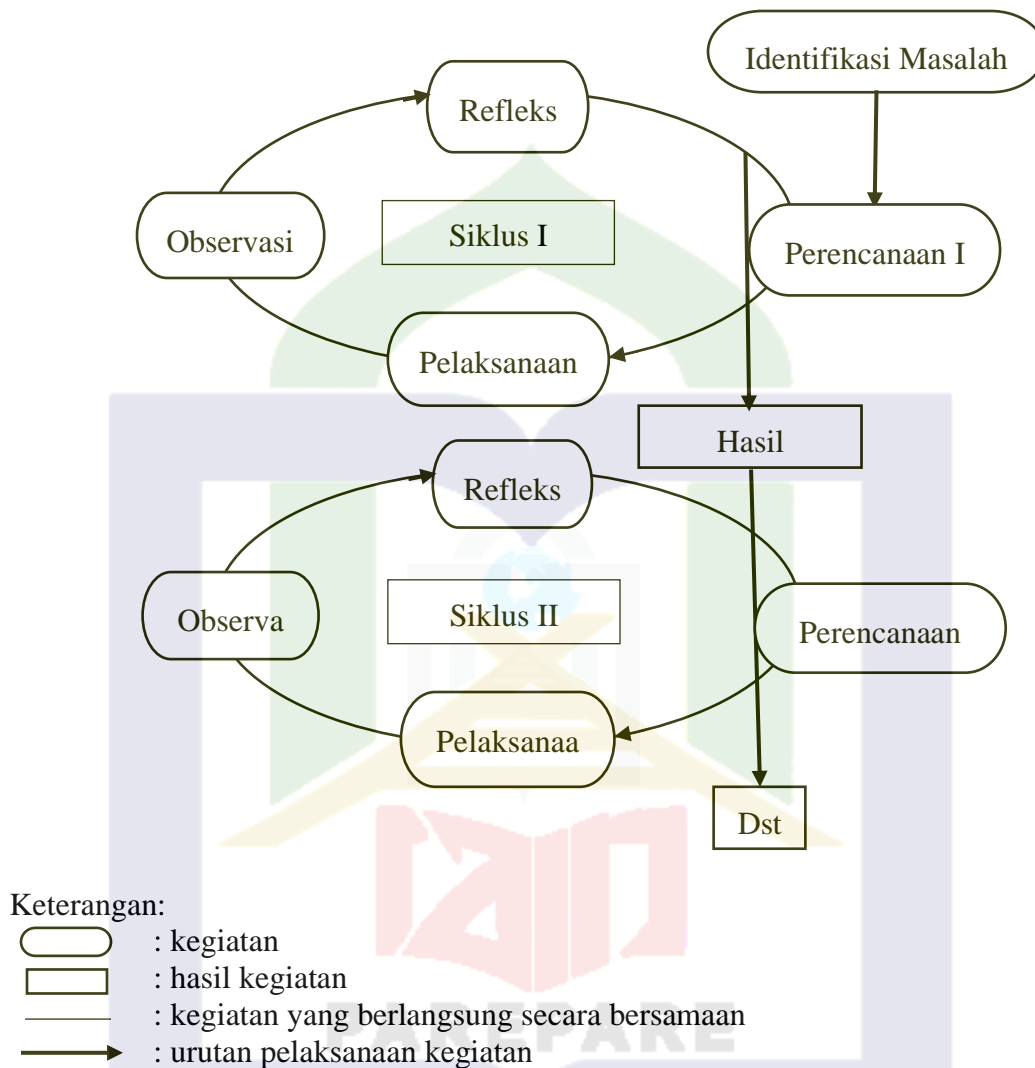 Identifikasi Masalah
Refleks
Observasi
Siklus I
Perencanaan I
Pelaksanaan
Hasil
Refleks
Observa
Siklus II
Perencanaan
Pelaksanaa
Dst
Keterangan:
: kegiatan
: hasil kegiatan
: kegiatan yang berlangsung secara bersamaan
: urutan pelaksanaan kegiatan
PAREPARE